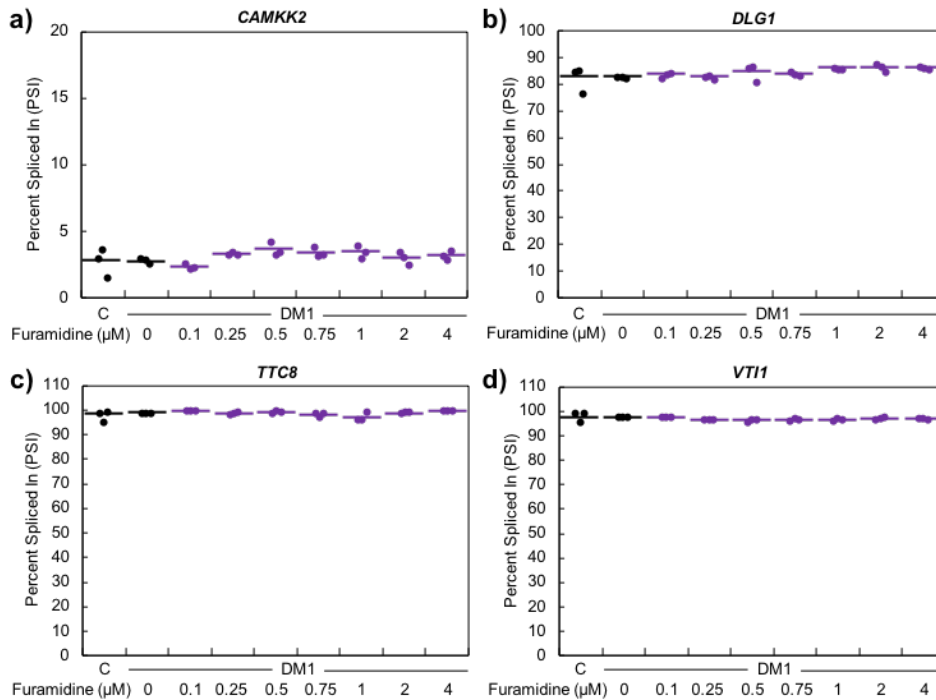 a)
CAMKK2
Percent Spliced In (PSI)
20
15
10
5
0
C
DM1
Furamidine (µM) 0 0.1 0.25 0.5 0.75 1 2 4
b)
DLG1
Percent Spliced In (PSI)
100
90
80
70
60
50
40
30
20
10
0
C
DM1
Furamidine (µM) 0 0.1 0.25 0.5 0.75 1 2 4
c)
TTC8
Percent Spliced In (PSI)
110
100
90
80
70
60
50
40
30
20
10
0
C
DM1
Furamidine (µM) 0 0.1 0.25 0.5 0.75 1 2 4
d)
VTI1
Percent Spliced In (PSI)
110
100
90
80
70
60
50
40
30
20
10
0
C
DM1
Furamidine (µM) 0 0.1 0.25 0.5 0.75 1 2 4